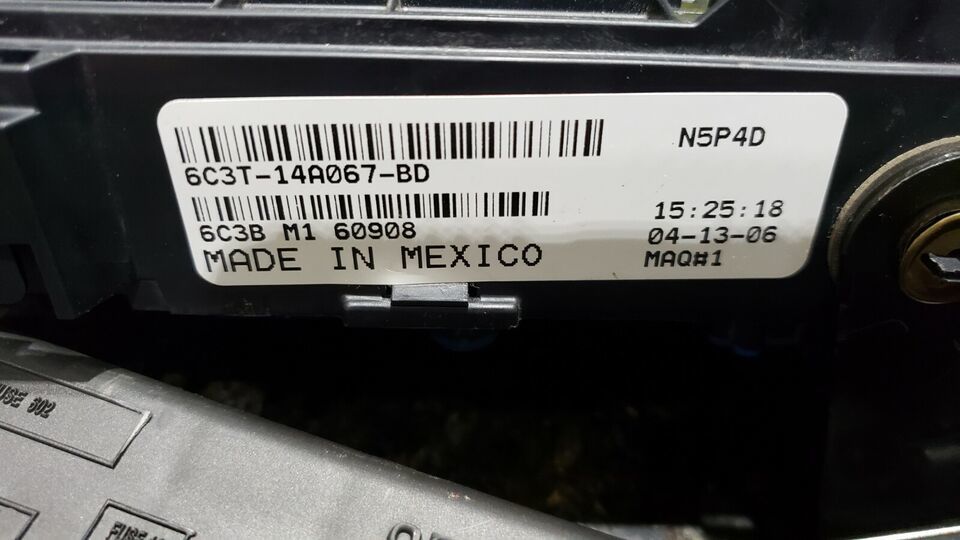 N5P4D
6C3T-14A067-BD
15:25:18
6C3B M1 60908
04-13-06
MADE IN MEXICO
MAQ#1
602
FUSE